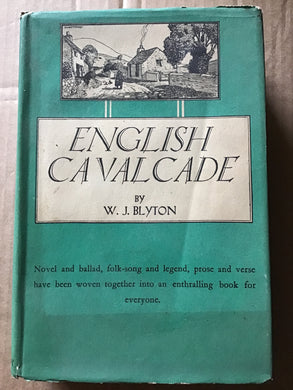 ENGLISH
CAVALCADE
BY
W. J. BLYTON
Novel and ballad, folk-song and legend, prose and verse
have been woven together into an enthralling book for
everyone.